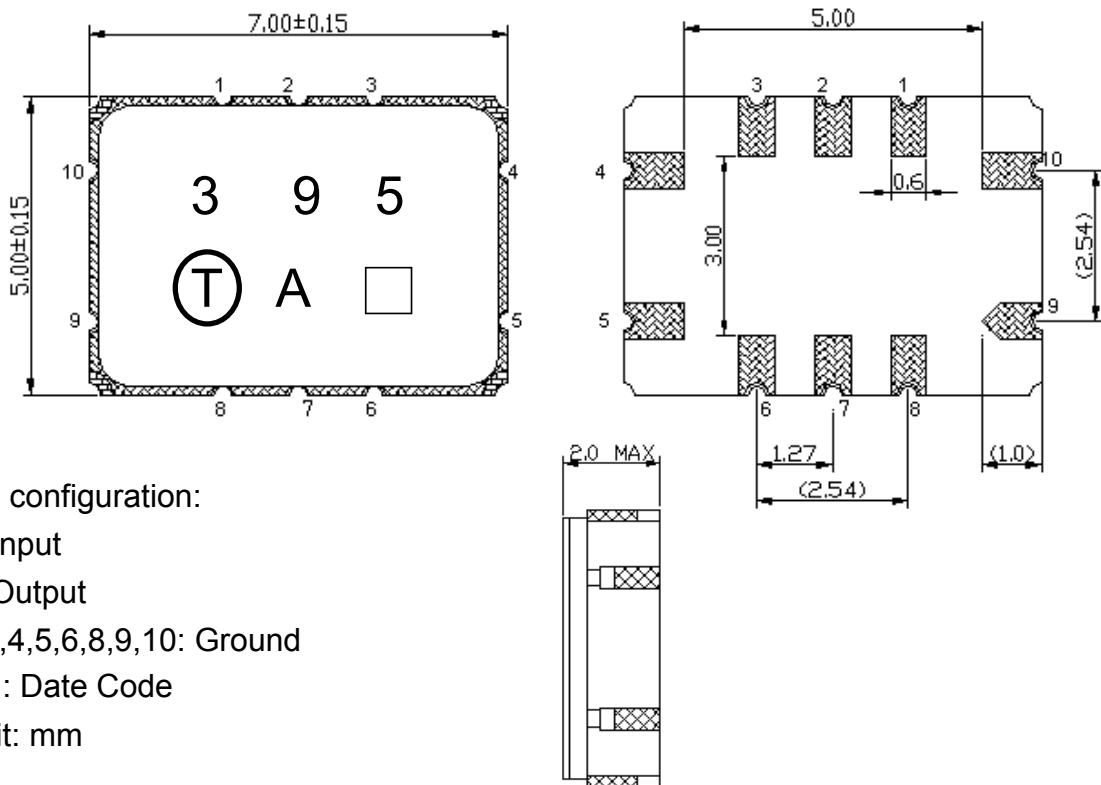 7.00±0.15
5.00
1 2 3
3 2 1
10
4
4
10
3 9 5
0.6
5.00±0.15
3.00
(2.54)
T A □
9
5
5
9
8 7 6
6 7 8
2.0 MAX
1.27
(1.0)
(2.54)
configuration:
nput
Output
,4,5,6,8,9,10: Ground
: Date Code
it: mm